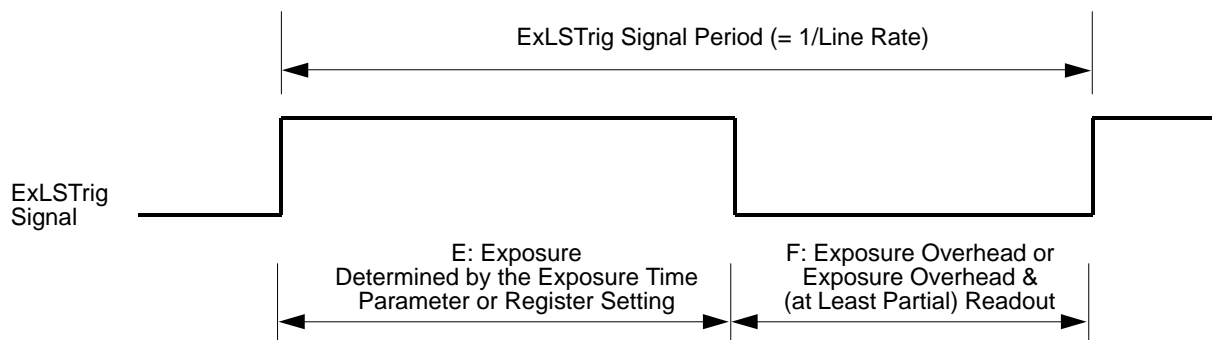 ExLSTrig Signal Period (= 1/Line Rate)
ExLSTrig
Signal
E: Exposure
Determined by the Exposure Time
Parameter or Register Setting
F: Exposure Overhead or
Exposure Overhead &
(at Least Partial) Readout